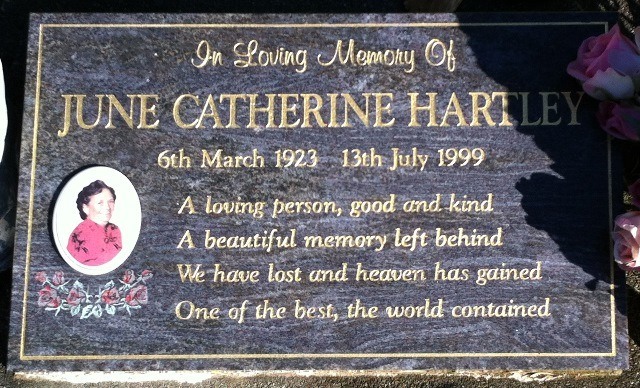 In Loving Memory Of
JUNE CATHERINE HARTLEY
6th March 1923 13th July 1999
A loving person, good and kind
A beautiful memory left behind
We have lost and heaven has gained
One of the best, the world contained